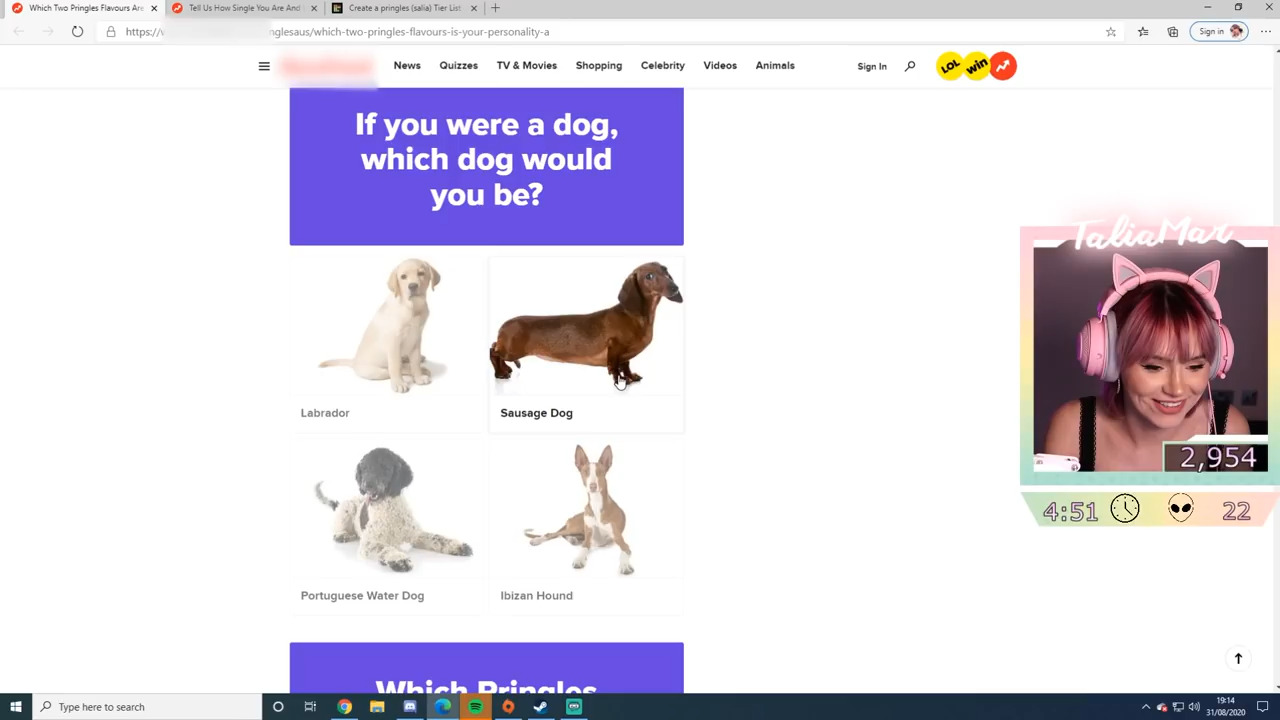 Which Two Pringles Flavours Are
Tell Us How Single You Are And
Create a pringles (salia) Tier List
nglesaus/which-two-pringles-flavours-is-your-personality-a
Sign in
News
Quizzes
TV & Movies
Shopping
Celebrity
Videos
Animals
Sign In
LOL
win
If you were a dog,
which dog would
you be?
TaliaMar
Labrador
Sausage Dog
2,954
4:51
22
Portuguese Water Dog
Ibizan Hound
Which Pringles
Type here to search
19:14
31/08/2020